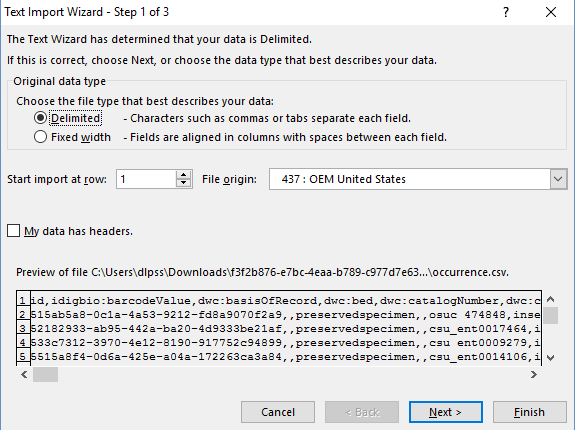 Text Import Wizard - Step 1 of 3
The Text Wizard has determined that your data is Delimited.
If this is correct, choose Next, or choose the data type that best describes your data.
Original data type
Choose the file type that best describes your data:
Delimited - Characters such as commas or tabs separate each field.
Fixed width - Fields are aligned in columns with spaces between each field.
Start import at row: 1 File origin: 437 : OEM United States
My data has headers.
Preview of file C:\Users\dlpss\Downloads\f3f2b876-e7bc-4eaa-b789-c977d7e63...\occurrence.csv.
1 id,idigbio:barcodeValue,dwc:basisOfRecord,dwc:bed,dwc:catalogNumber,dwc:c
2 515ab5a8-0c1a-4a53-9212-fd8a9070f2a9,,preservedspecimen,,osuc 474848,inse
3 52182933-ab95-442a-ba20-4d9333be21af,,preservedspecimen,,csu_ent0017464,i
4 533c7312-3970-4e12-8190-917752c94899,,preservedspecimen,,csu ent0009279,i
5 5515a8f4-0d6a-425e-a04a-172263ca3a84,,preservedspecimen,,csu_ent0014106,i
Cancel < Back Next > Finish